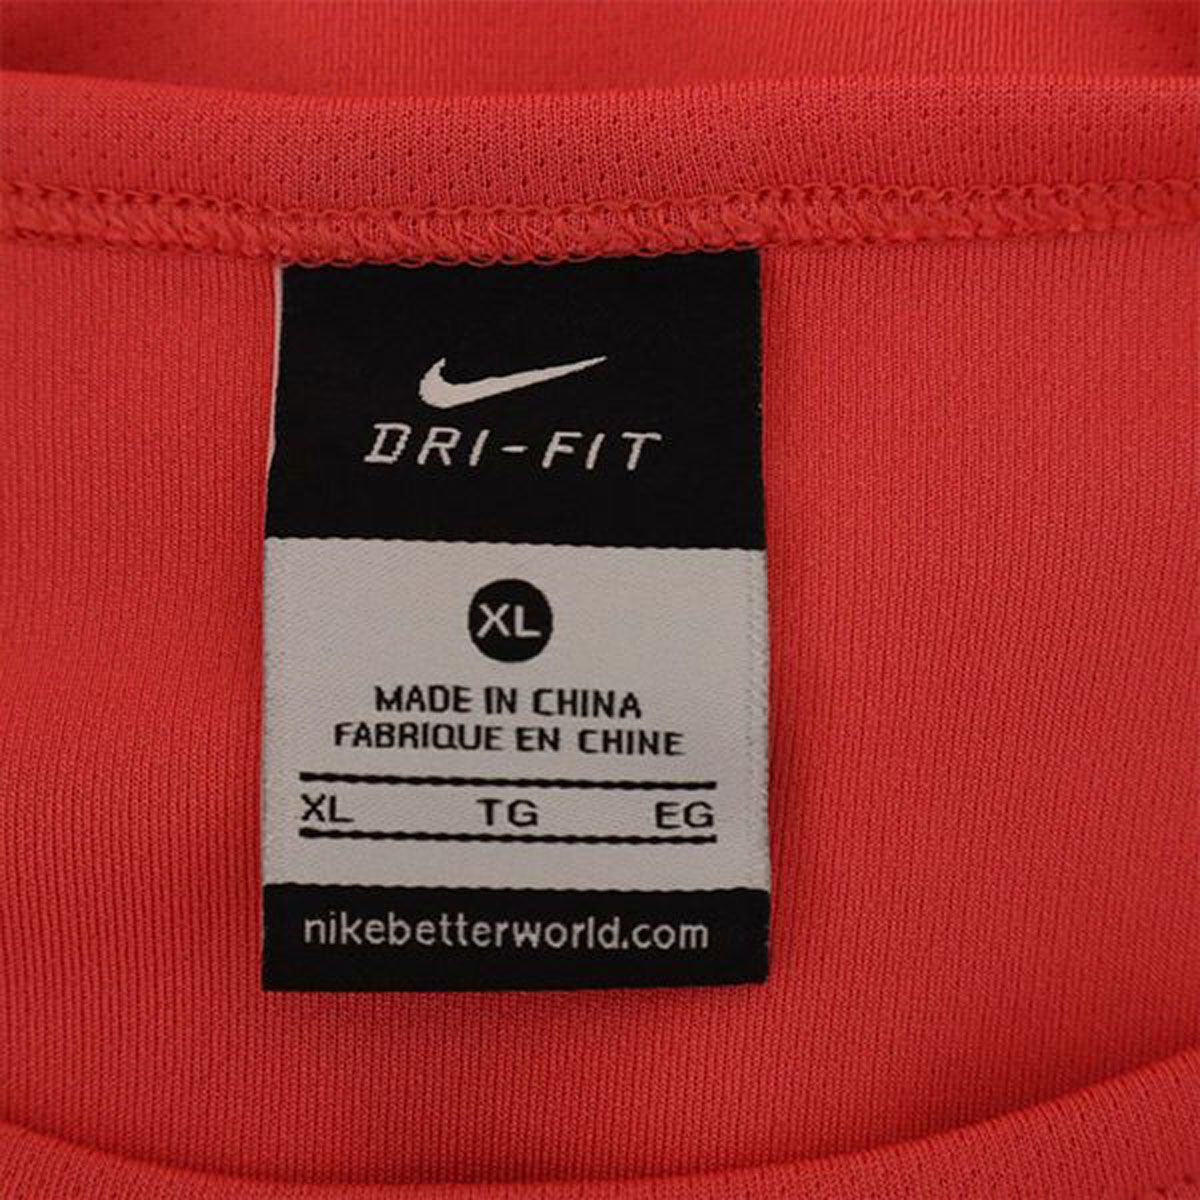 DRI-FIT
XL
MADE IN CHINA
FABRIQUE EN CHINE
XL TG EG
nikebetterworld.com